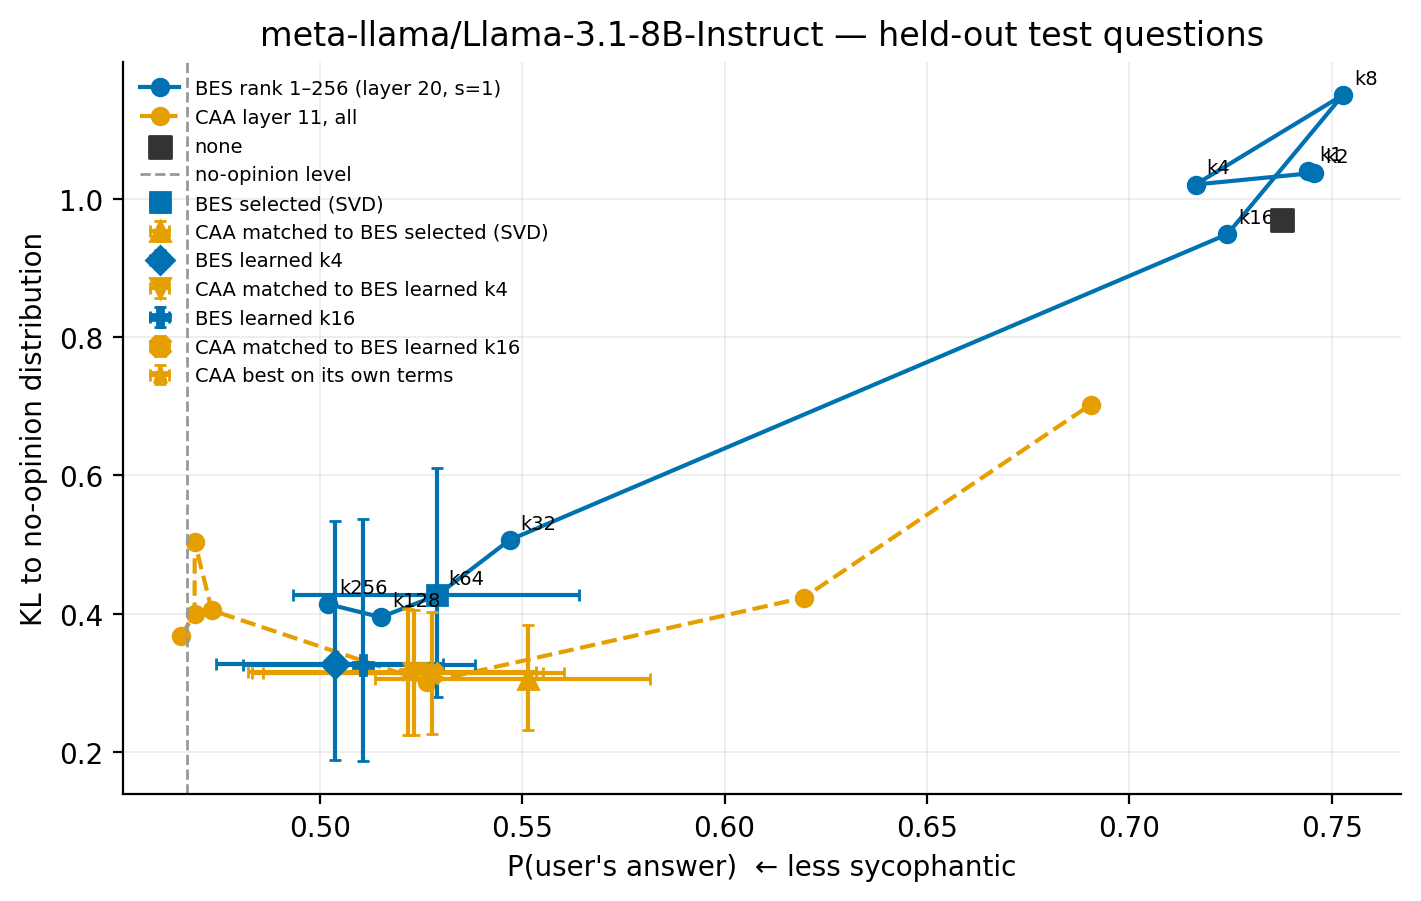 meta-llama/Llama-3.1-8B-Instruct — held-out test questions
BES rank 1–256 (layer 20, s=1)
CAA layer 11, all
none
no-opinion level
BES selected (SVD)
CAA matched to BES selected (SVD)
BES learned k4
CAA matched to BES learned k4
BES learned k16
CAA matched to BES learned k16
CAA best on its own terms
k8
k1
k2
k4
k16
k32
k64
k256
k128
KL to no-opinion distribution
1.0
0.8
0.6
0.4
0.2
0.50
0.55
0.60
0.65
0.70
0.75
P(user's answer) ← less sycophantic